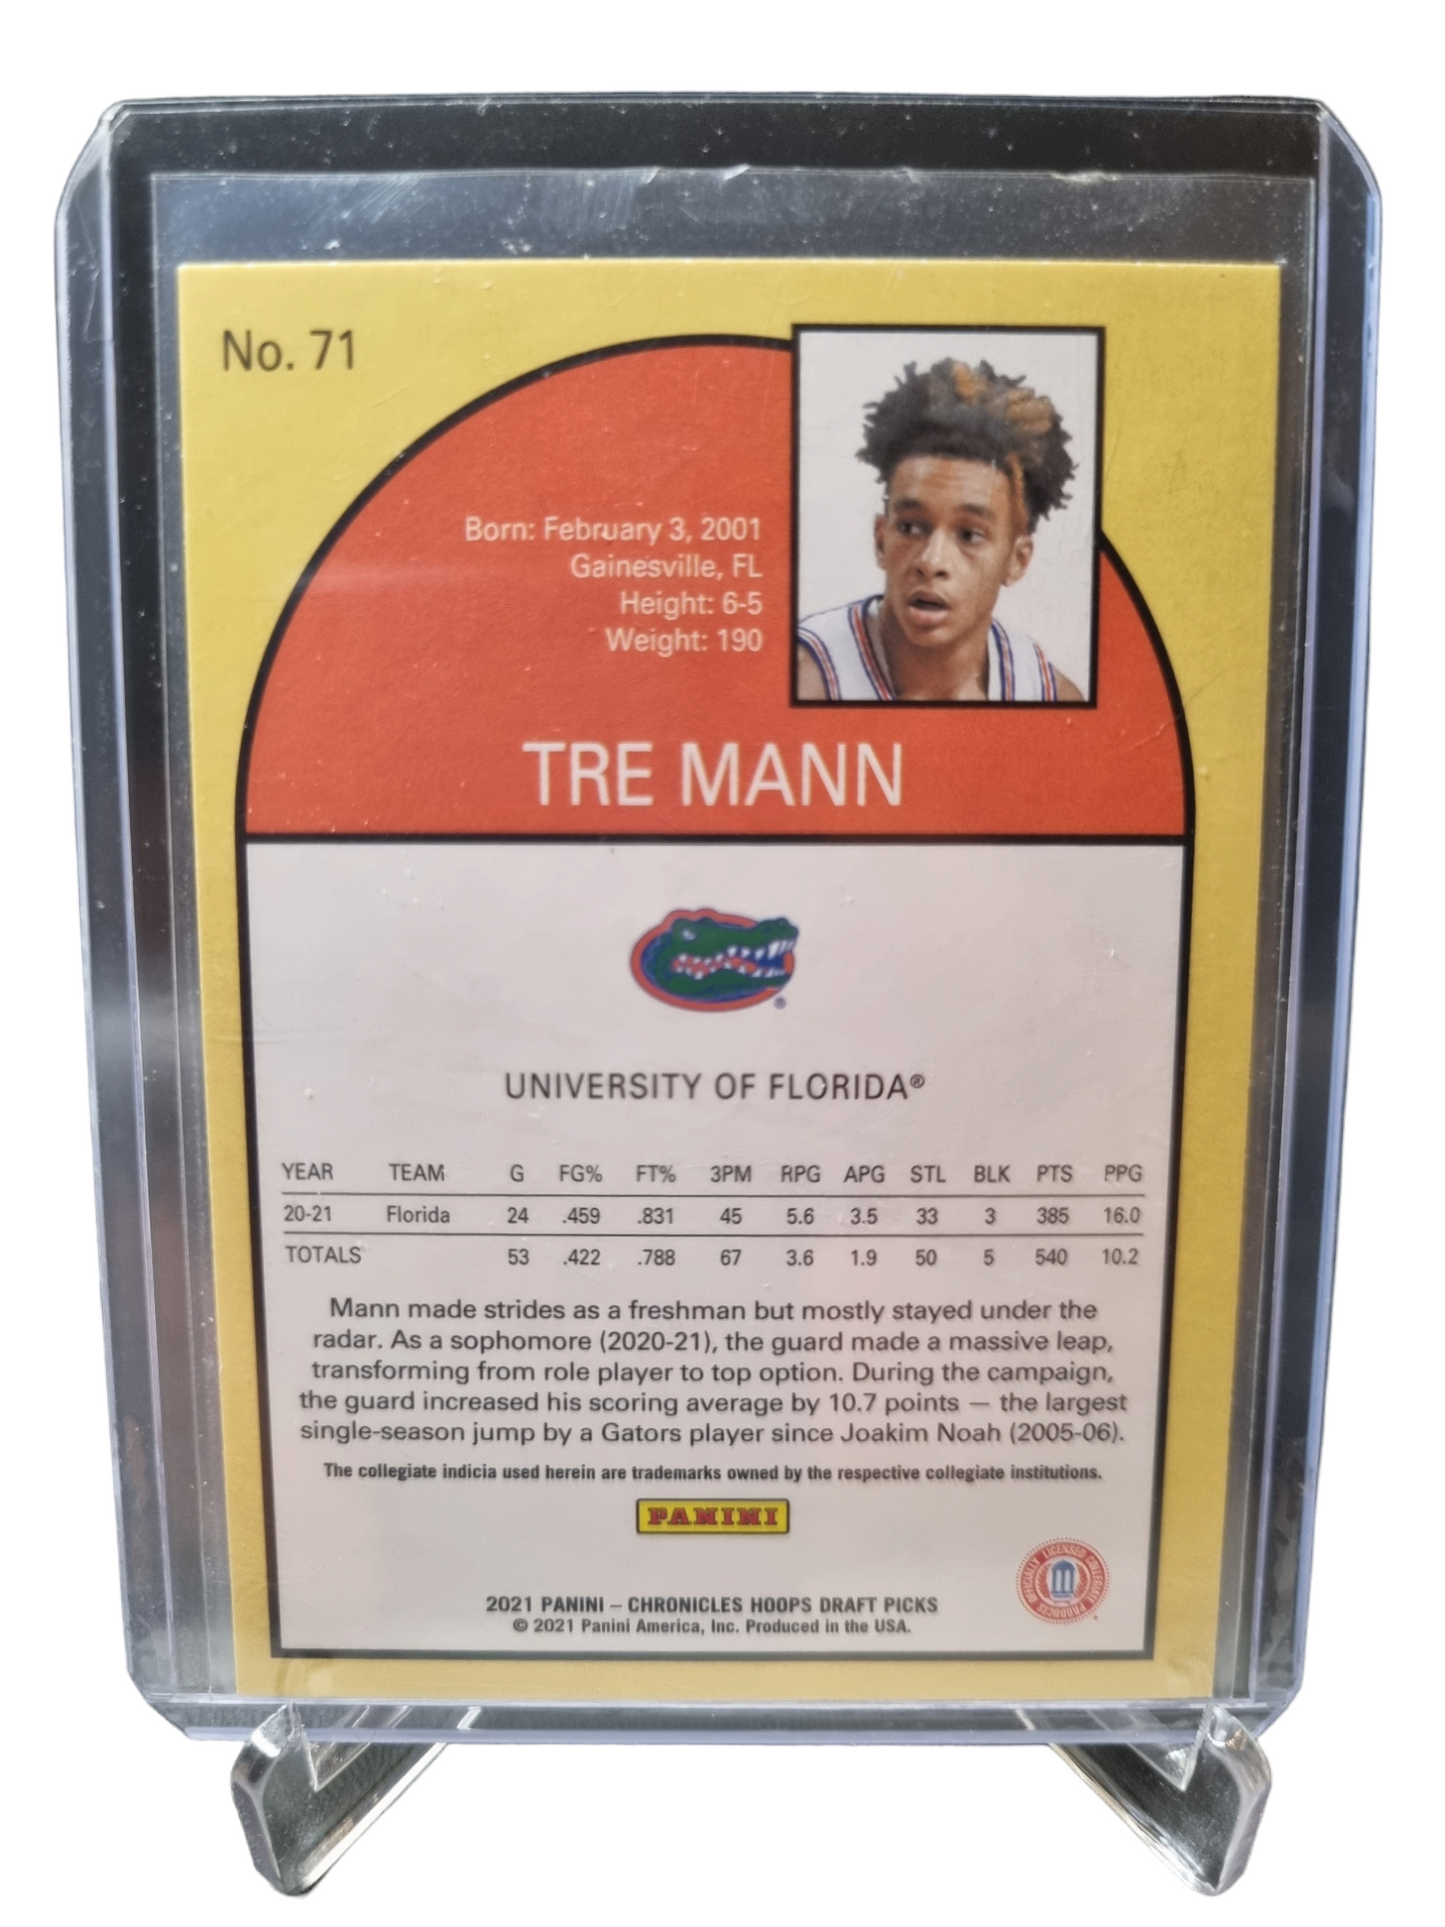 No. 71
Born: February 3, 2001
Gainesville, FL
Height: 6-5
Weight: 190
TRE MANN
®
UNIVERSITY OF FLORIDA®
YEAR TEAM G FG% FT% 3PM RPG APG STL BLK PTS PPG
20-21 Florida 24 .459 .831 45 5.6 3.5 33 3 385 16.0
TOTALS 53 .422 .788 67 3.6 1.9 50 5 540 10.2
Mann made strides as a freshman but mostly stayed under the
radar. As a sophomore (2020-21), the guard made a massive leap,
transforming from role player to top option. During the campaign,
the guard increased his scoring average by 10.7 points — the largest
single-season jump by a Gators player since Joakim Noah (2005-06).
The collegiate indicia used herein are trademarks owned by the respective collegiate institutions.
PANINI
OFFICIALLY LICENSED COLLEGIATE PRODUCTS
2021 PANINI – CHRONICLES HOOPS DRAFT PICKS
© 2021 Panini America, Inc. Produced in the USA.